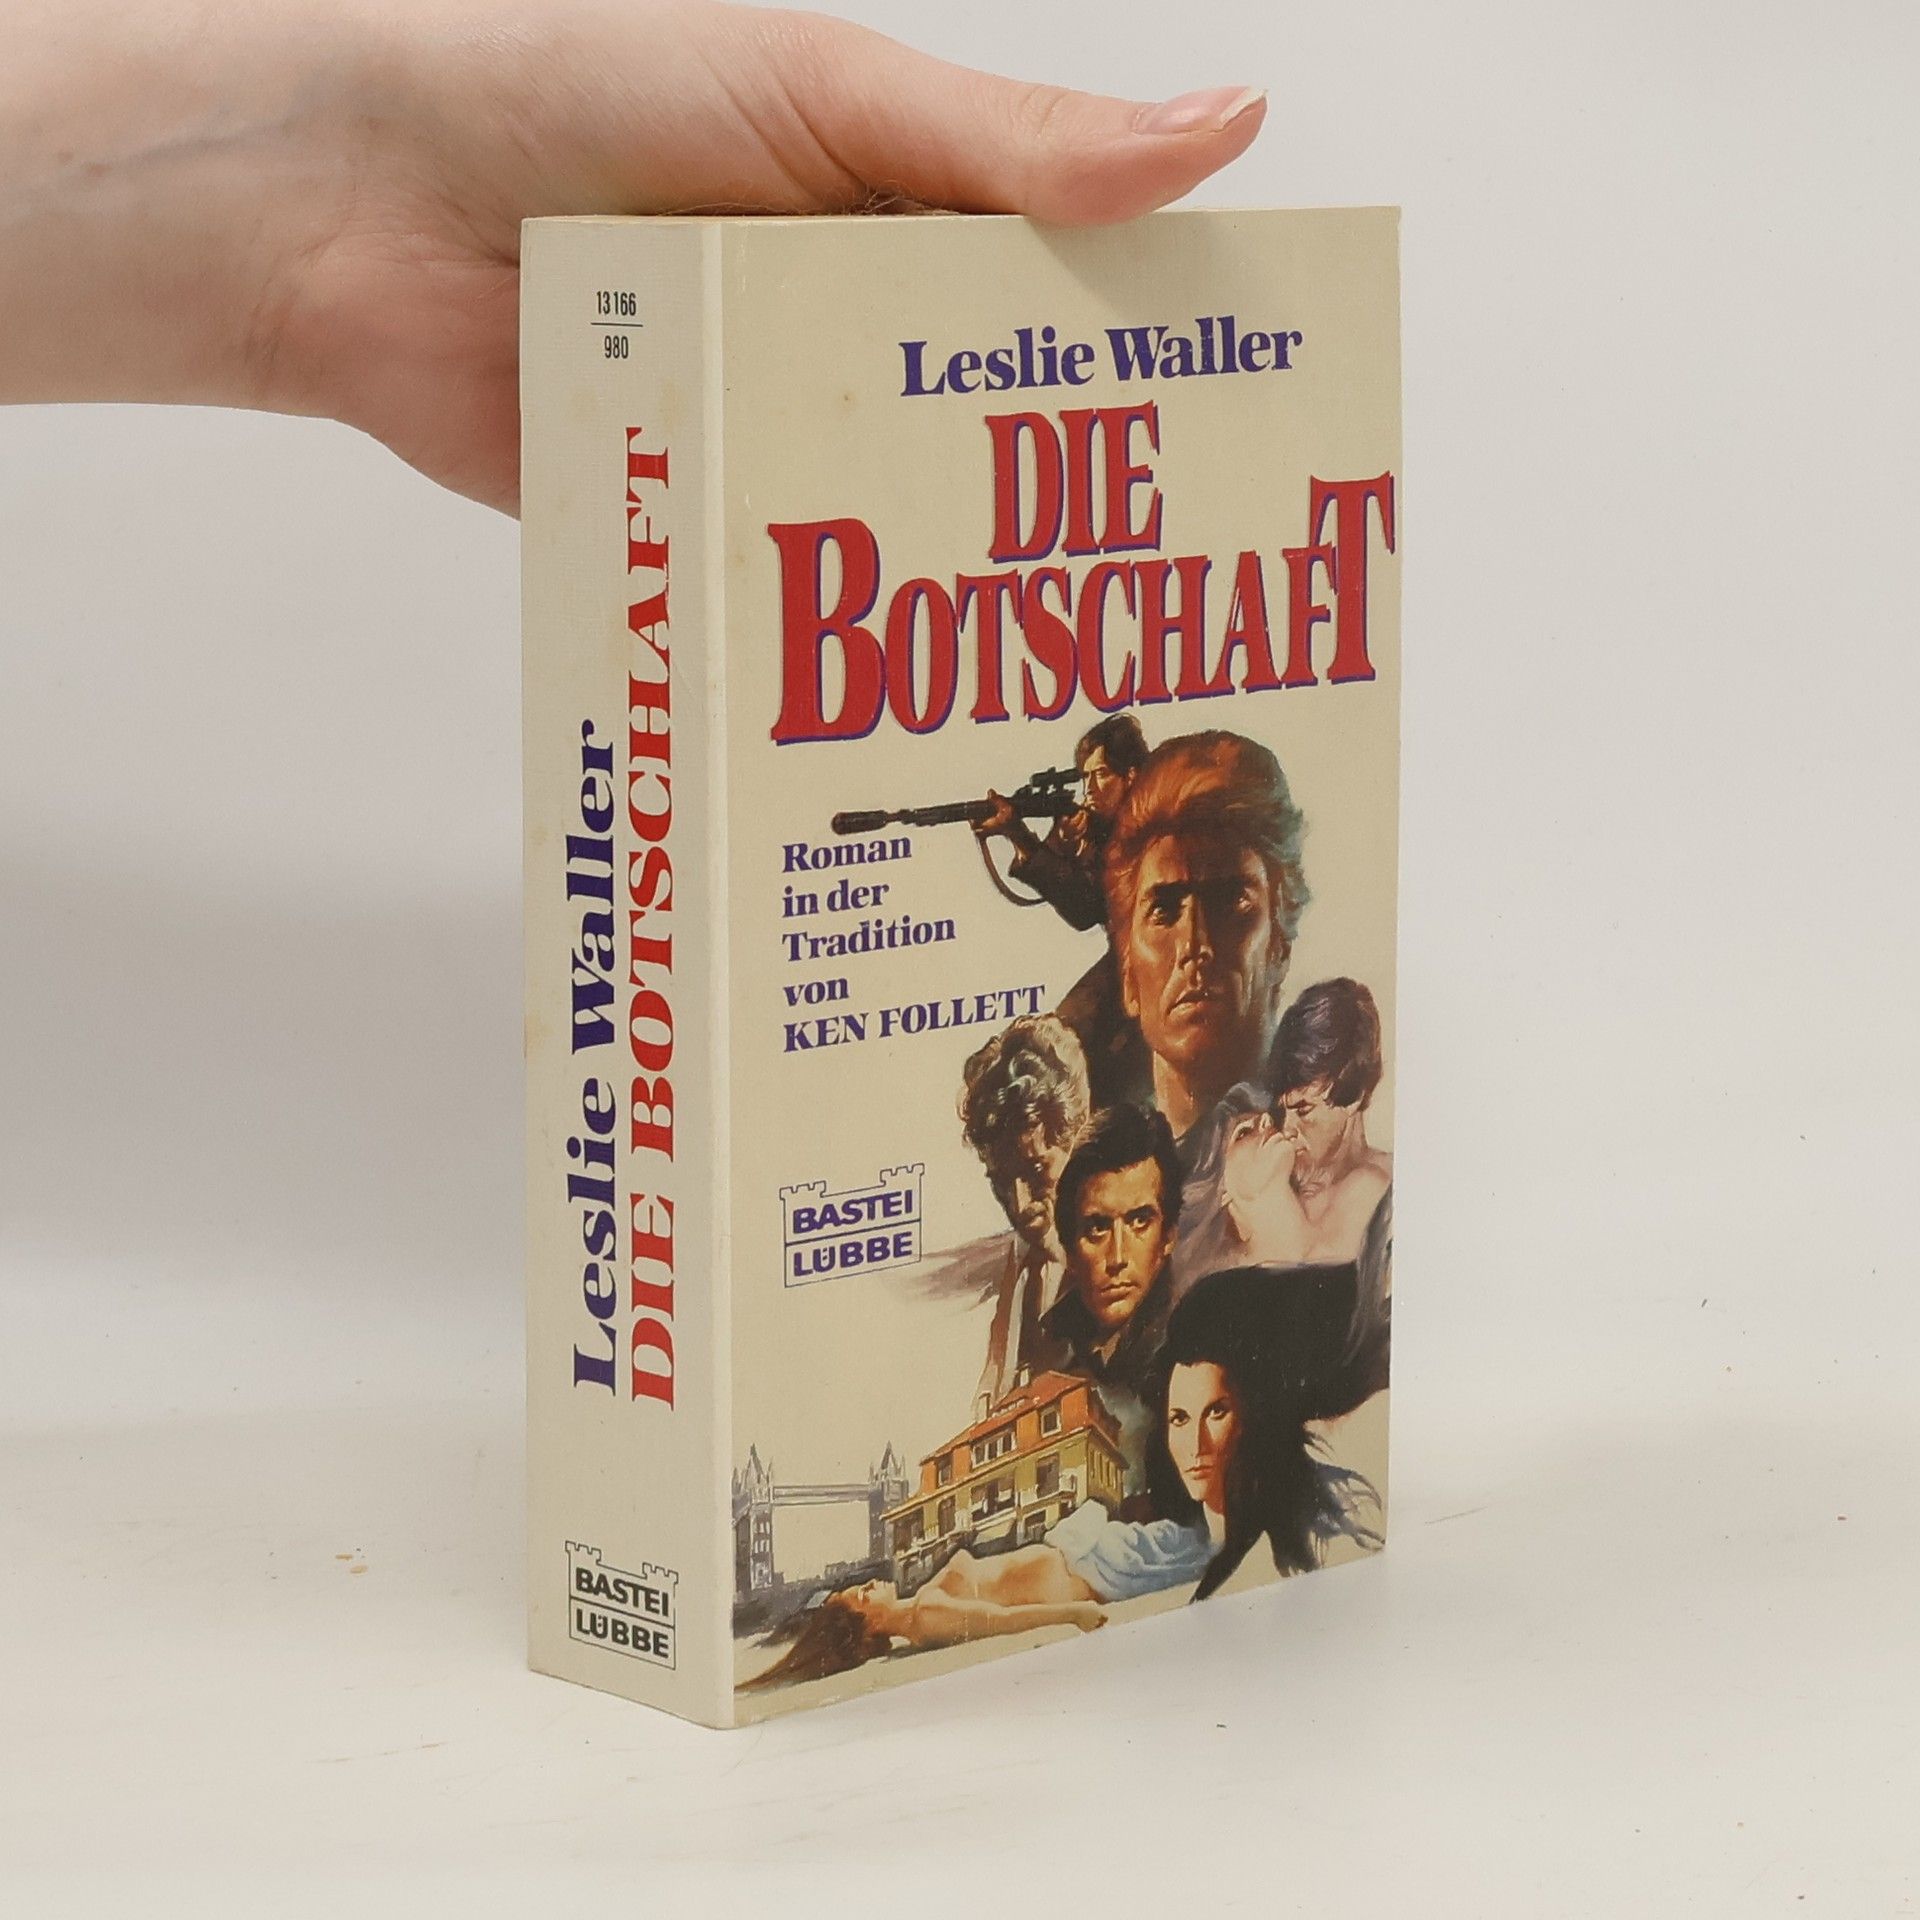 13 166
980
Leslie Waller
DIE BOTSCHAFT
BASTEI
LÜBBE
Leslie Waller
DIE
BOTSCHAFT
Roman
in der
Tradition
von
KEN FOLLETT
BASTEI
LÜBBE